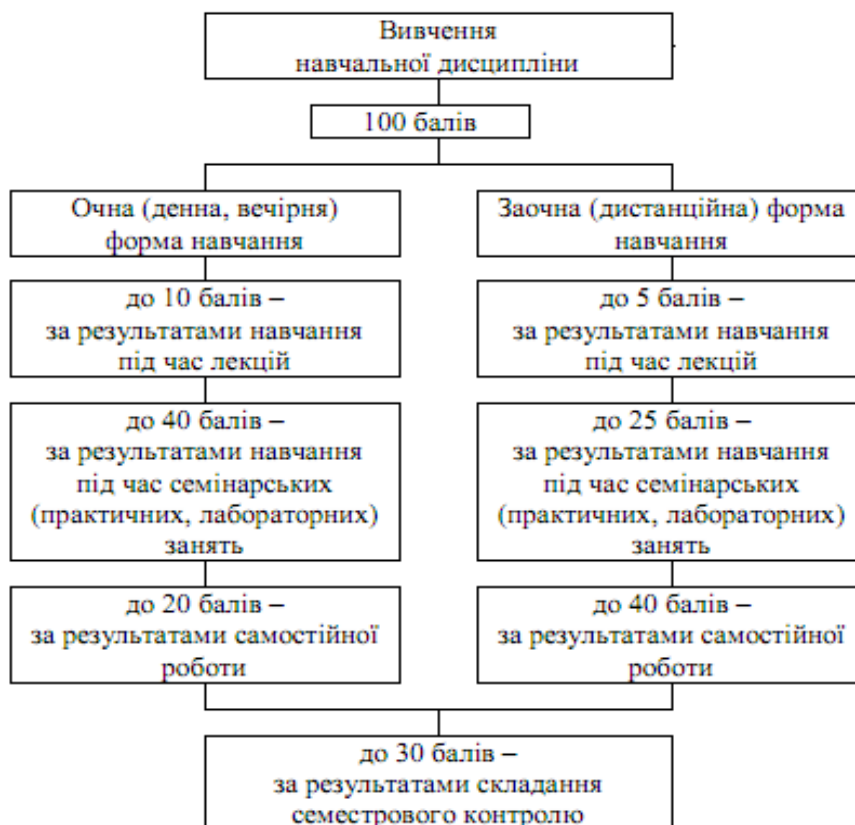 Вивчення
навчальної дисципліни
100 балів
Очна (денна, вечірня)
форма навчання
Заочна (дистанційна) форма
навчання
до 10 балів –
за результатами навчання
під час лекцій
до 5 балів –
за результатами навчання
під час лекцій
до 40 балів –
за результатами навчання
під час семінарських
(практичних, лабораторних)
занять
до 25 балів –
за результатами навчання
під час семінарських
(практичних, лабораторних)
занять
до 20 балів –
за результатами самостійної
роботи
до 40 балів –
за результатами самостійної
роботи
до 30 балів –
за результатами складання
семестрового контролю